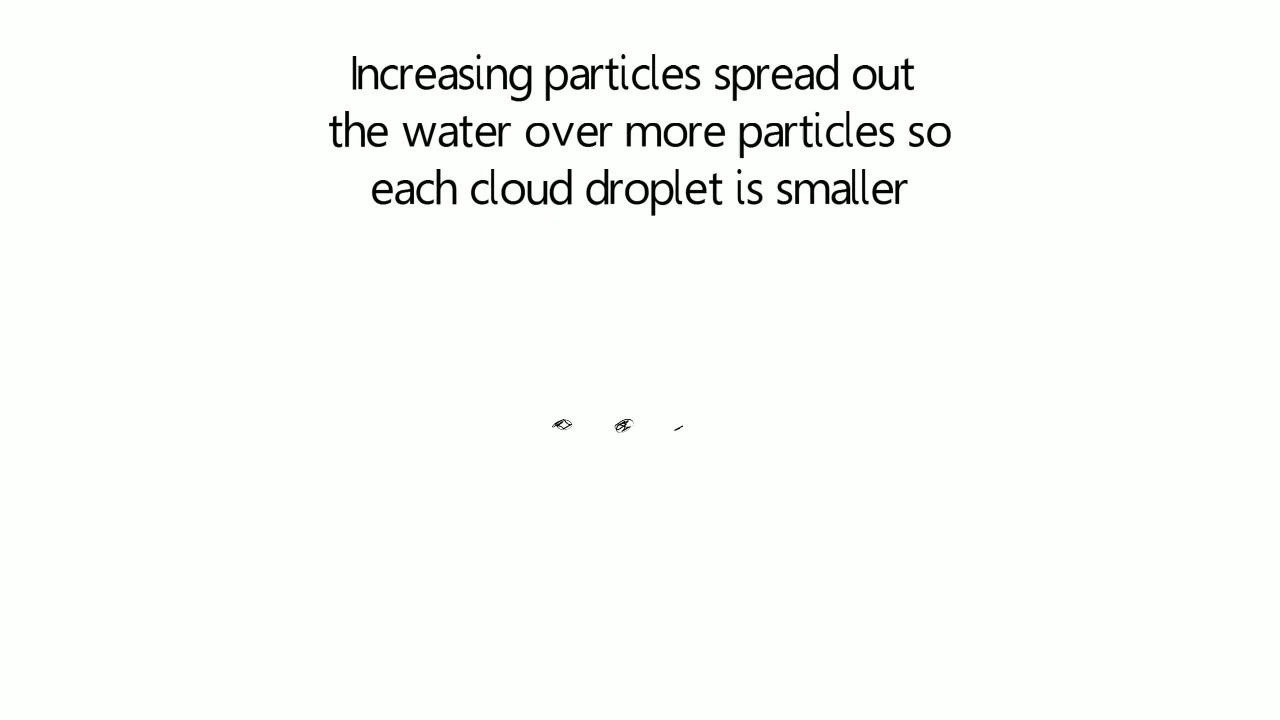 Increasing particles spread out
the water over more particles so
each cloud droplet is smaller